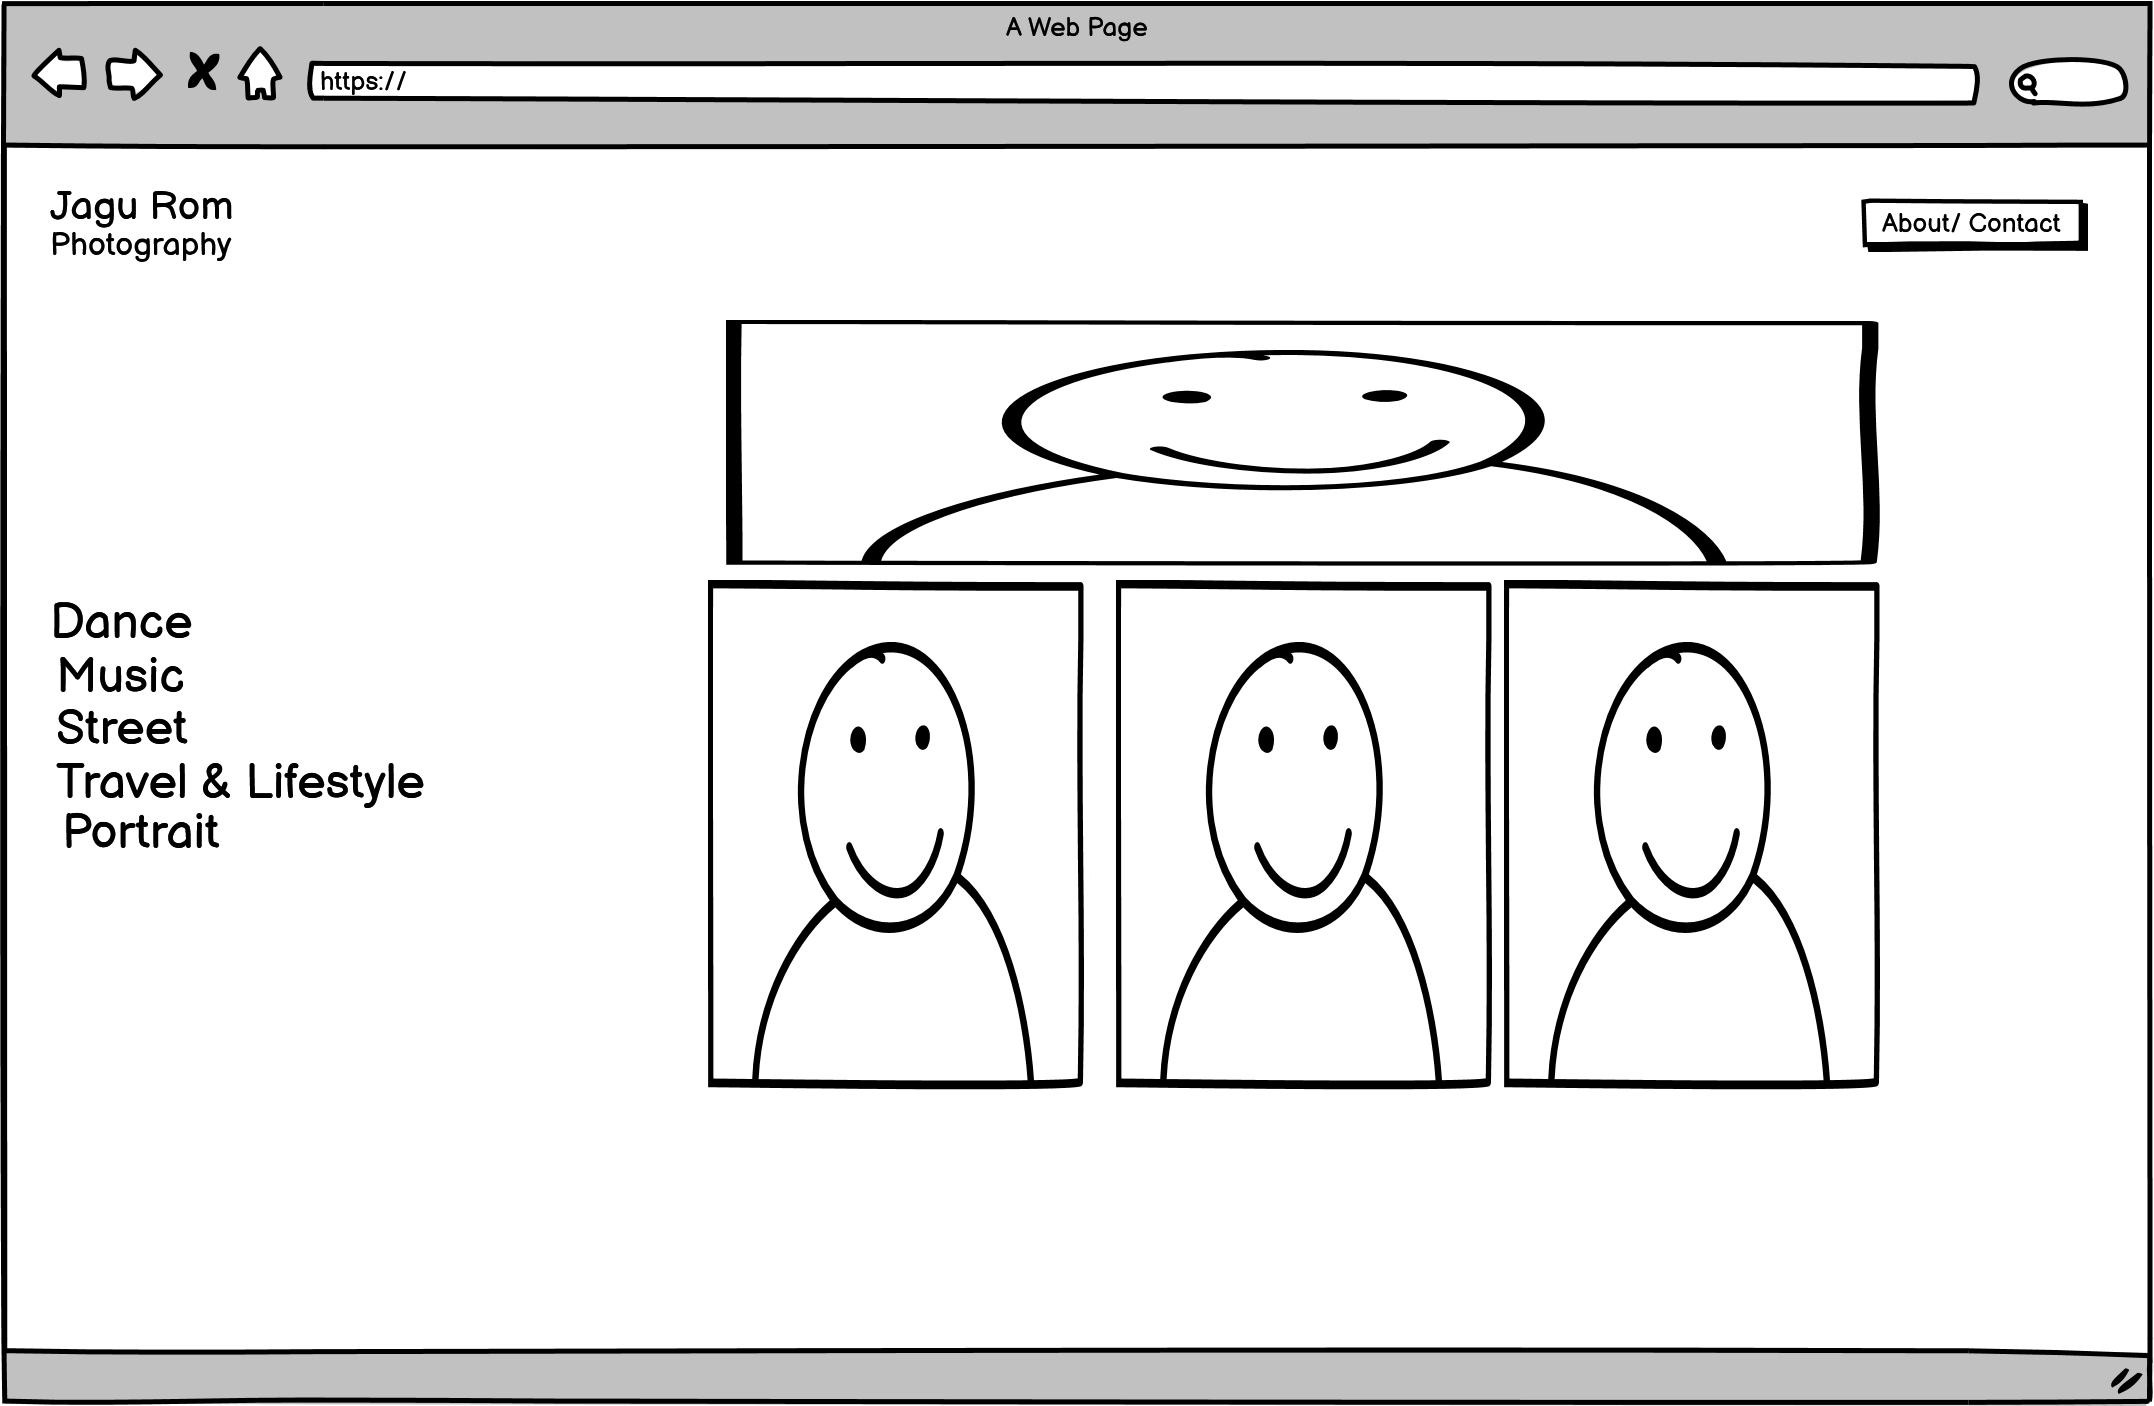 A Web Page
https://
Jagu Rom
Photography
About/ Contact
Dance
Music
Street
Travel & Lifestyle
Portrait